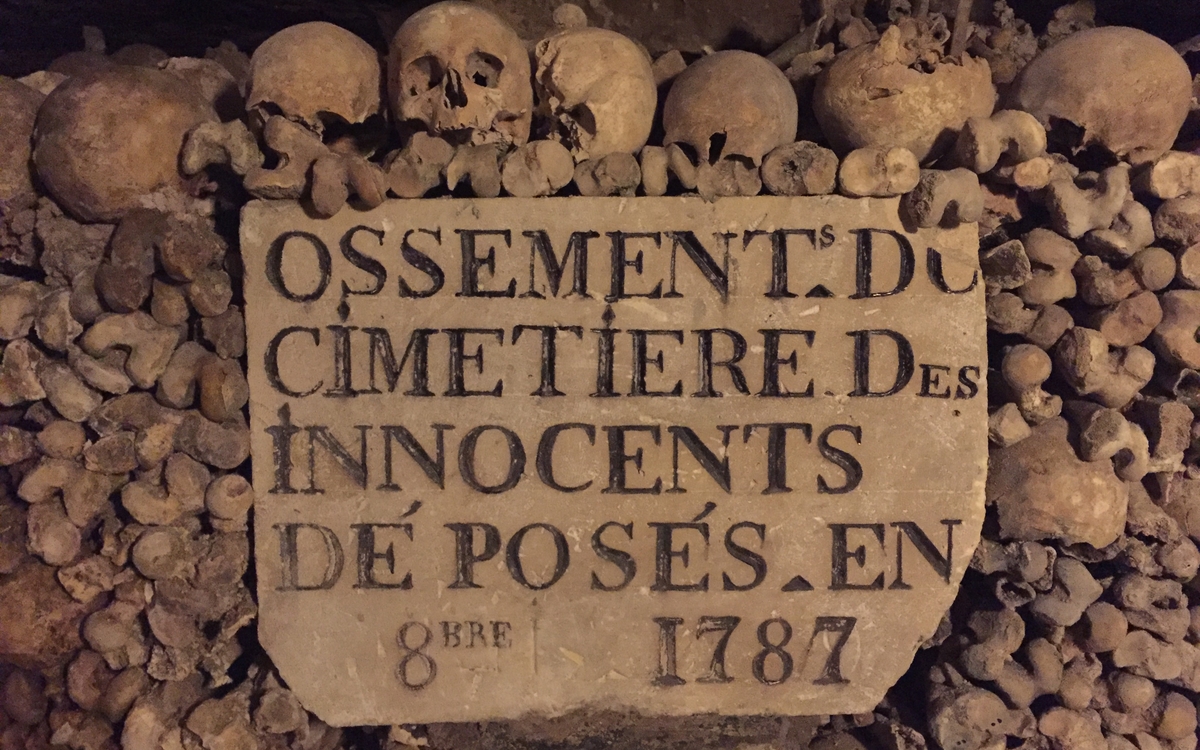 OSSEMENTs. DU
CIMETIERE DES
INNOCENTS
DÉPOSÉS. EN
8BRE 1787